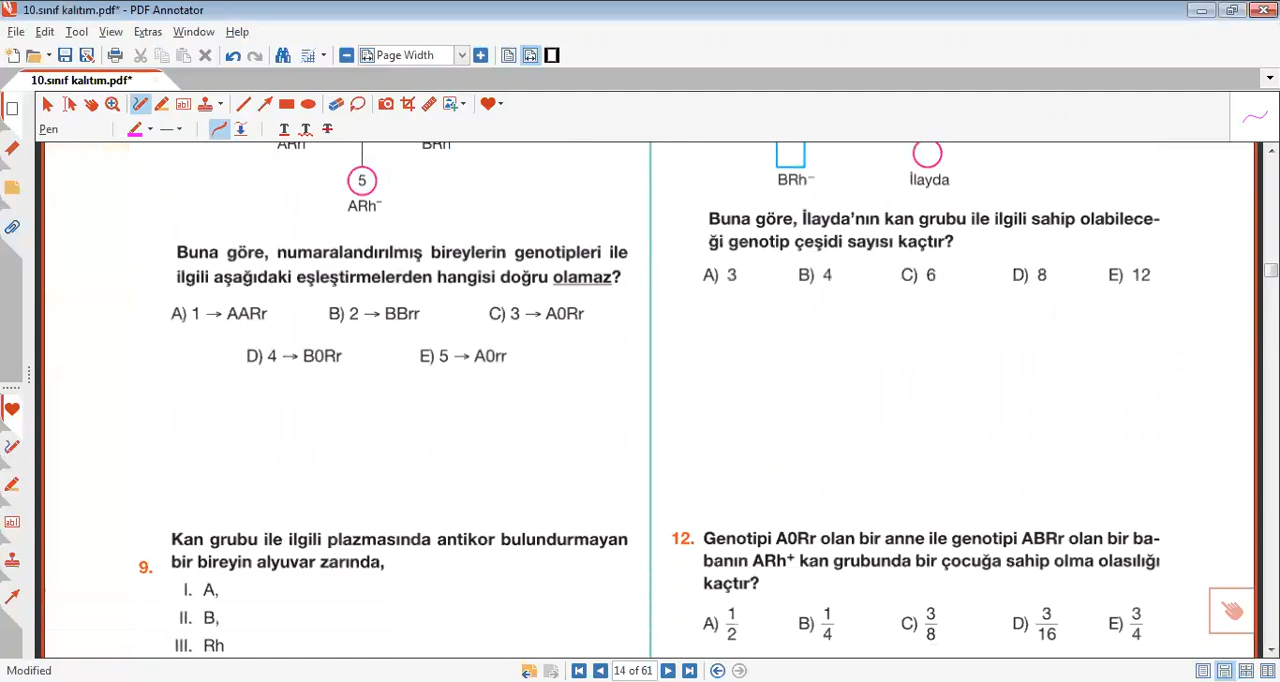 10.sınıf kalıtım.pdf* - PDF Annotator
File Edit Tool View Extras Window Help
Page Width
10.sınıf kalıtım.pdf*
Pen
ARh
BRh
5
ARh⁻
Buna göre, numaralandırılmış bireylerin genotipleri ile
ilgili aşağıdaki eşleştirmelerden hangisi doğru olamaz?
A) 1 → AARr B) 2 → BBrr C) 3 → A0Rr
D) 4 → B0Rr E) 5 → A0rr
9. Kan grubu ile ilgili plazmasında antikor bulundurmayan
bir bireyin alyuvar zarında,
I. A,
II. B,
III. Rh
BRh⁻ İlayda
Buna göre, İlayda'nın kan grubu ile ilgili sahip olabilece-
ği genotip çeşidi sayısı kaçtır?
A) 3 B) 4 C) 6 D) 8 E) 12
12. Genotipi A0Rr olan bir anne ile genotipi ABRr olan bir ba-
banın ARh⁺ kan grubunda bir çocuğa sahip olma olasılığı
kaçtır?
A) 1/2 B) 1/4 C) 3/8 D) 3/16 E) 3/4
Modified
14 of 61